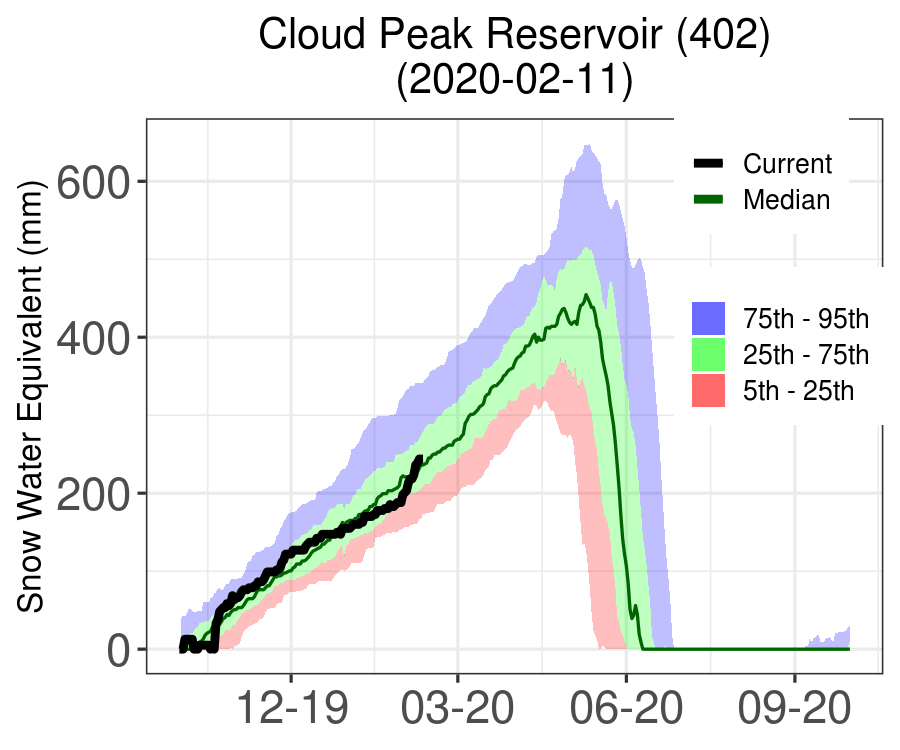 Cloud Peak Reservoir (402)
(2020-02-11)
Snow Water Equivalent (mm)
600
400
200
0
12-19
03-20
06-20
09-20
Current
Median
75th - 95th
25th - 75th
5th - 25th